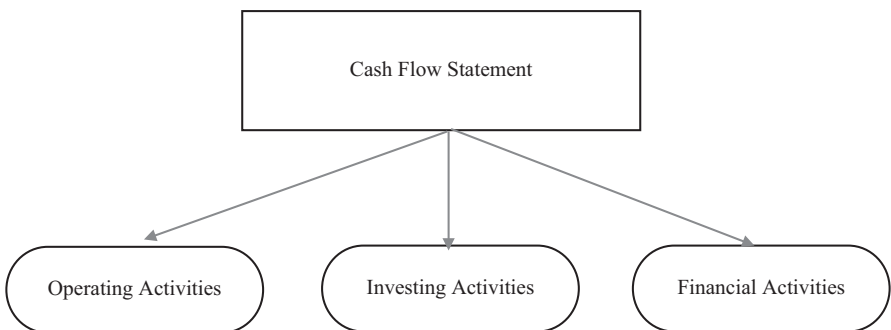 Cash Flow Statement
Operating Activities
Investing Activities
Financial Activities